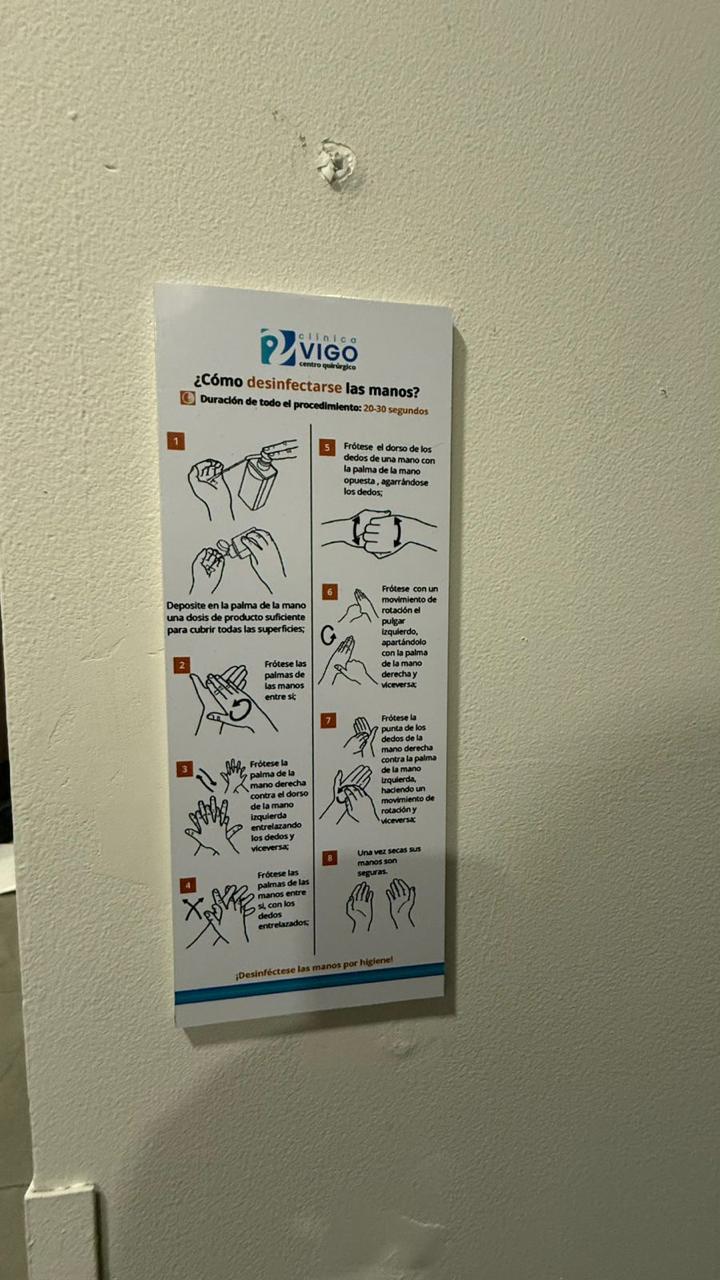 clínica
VIGO
centro quirúrgico
¿Cómo desinfectarse las manos?
Duración de todo el procedimiento: 20-30 segundos
1
Deposite en la palma de la mano
una dosis de producto suficiente
para cubrir todas las superficies;
2
Frótese las
palmas de
las manos
entre sí;
3
Frótese la
palma de la
mano derecha
contra el dorso
de la mano
izquierda
entrelazando
los dedos y
viceversa;
4
Frótese las
palmas de las
manos entre
sí, con los
dedos
entrelazados;
5
Frótese el dorso de los
dedos de una mano con
la palma de la mano
opuesta , agarrándose
los dedos;
6
Frótese con un
movimiento de
rotación el
pulgar
izquierdo,
apartándolo
con la palma
de la mano
derecha y
viceversa;
7
Frótese la
punta de los
dedos de la
mano derecha
contra la palma
de la mano
izquierda,
haciendo un
movimiento de
rotación y
viceversa;
8
Una vez secas sus
manos son
seguras.
¡Desinféctese las manos por higiene!